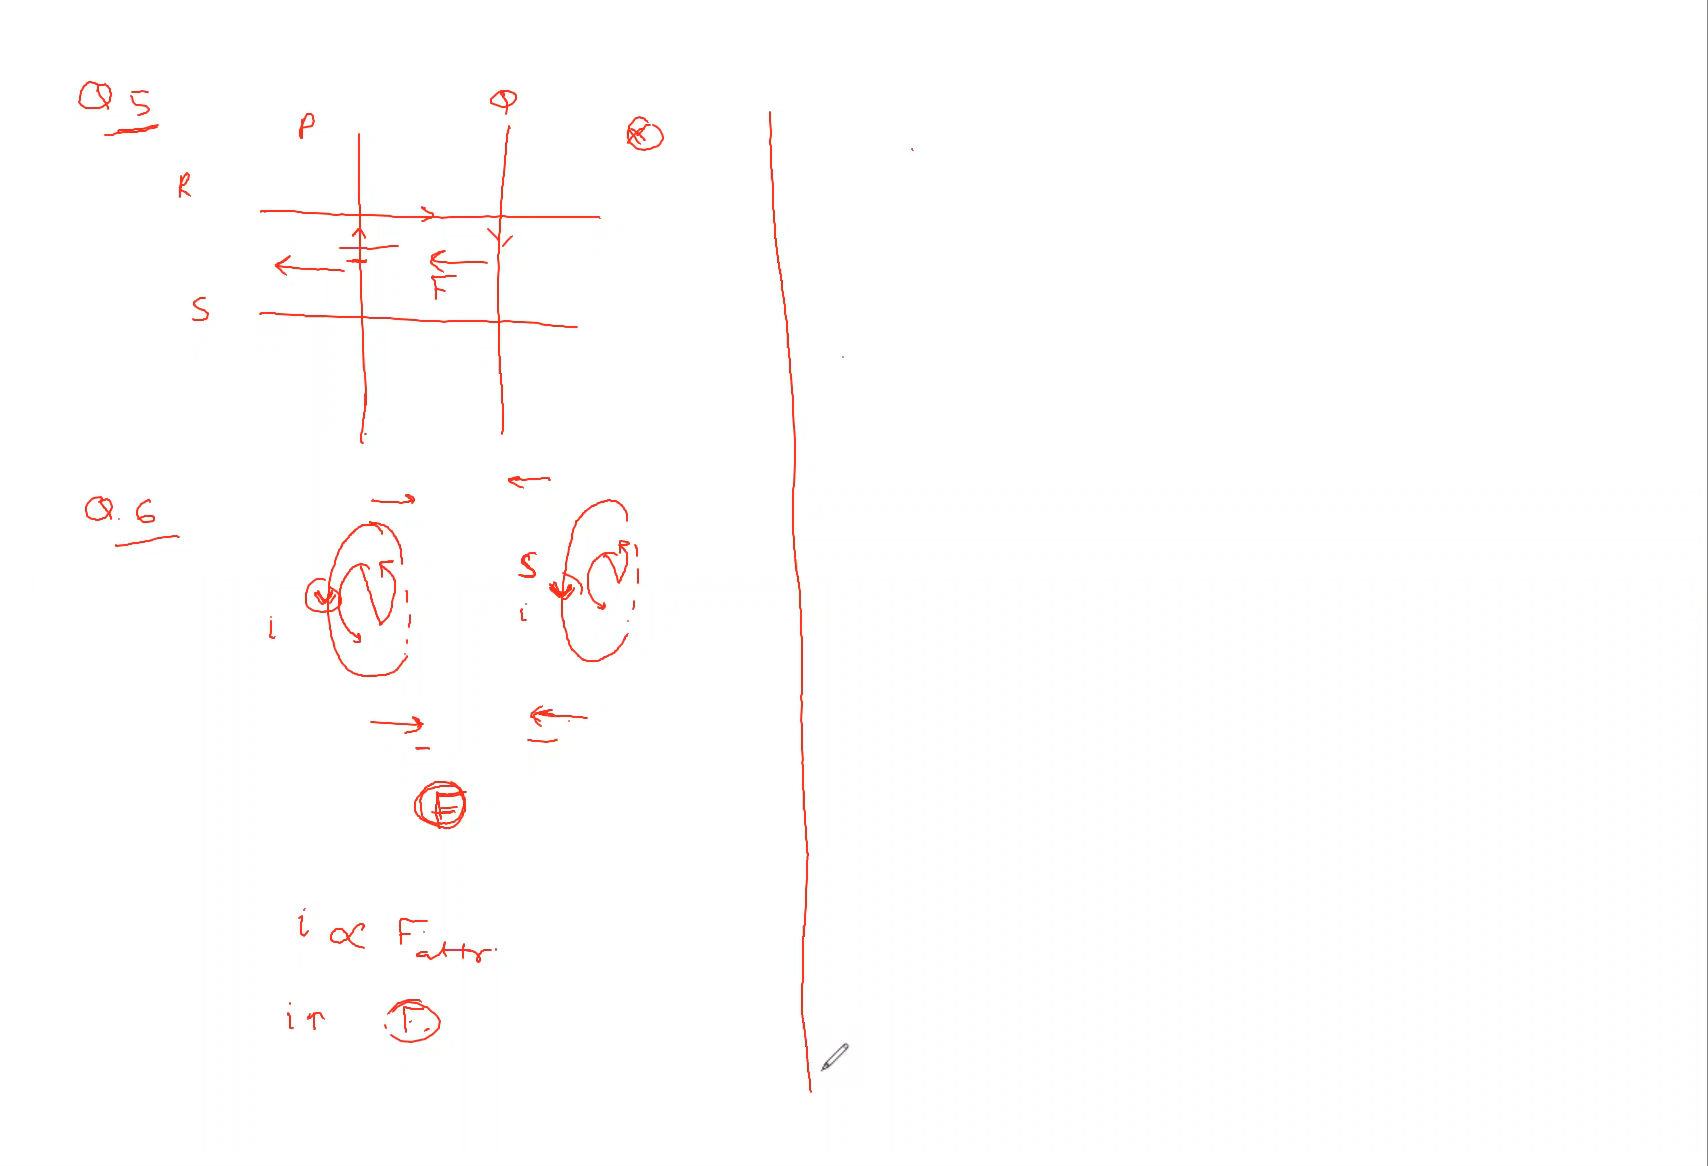 Q 5
P Q
R
S
F
Q. 6
N S
i i
F
i ∝ F attr.
i↑ F